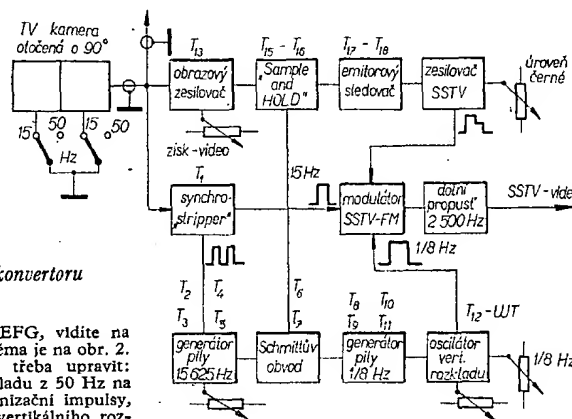 TV kamera
otočená o 90°
15
50
15
50
Hz
T13
obrazový
zesilovač
zisk-video
T15 - T16
„Sample
and
HOLD"
T17 - T18
emitorový
sledovač
zesilovač
SSTV
úroveň
černé
T1
synchro-
„stripper"
15 Hz
modulátor
SSTV-FM
dolní
propusť
2 500 Hz
SSTV-vide
1/8 Hz
T2 T4
T3 T5
generátor
pily
15 625 Hz
T6
T7
Schmittův
obvod
T8 T10
T9 T11
generátor
pily
1/8 Hz
T12-UJT
oscilátor
vert.
rozkladu
1/8 Hz
konvertoru
EFG, vidíte na
éma je na obr. 2.
třeba upravit:
kladu z 50 Hz na
nizační impulsy,
vertikálního roz-